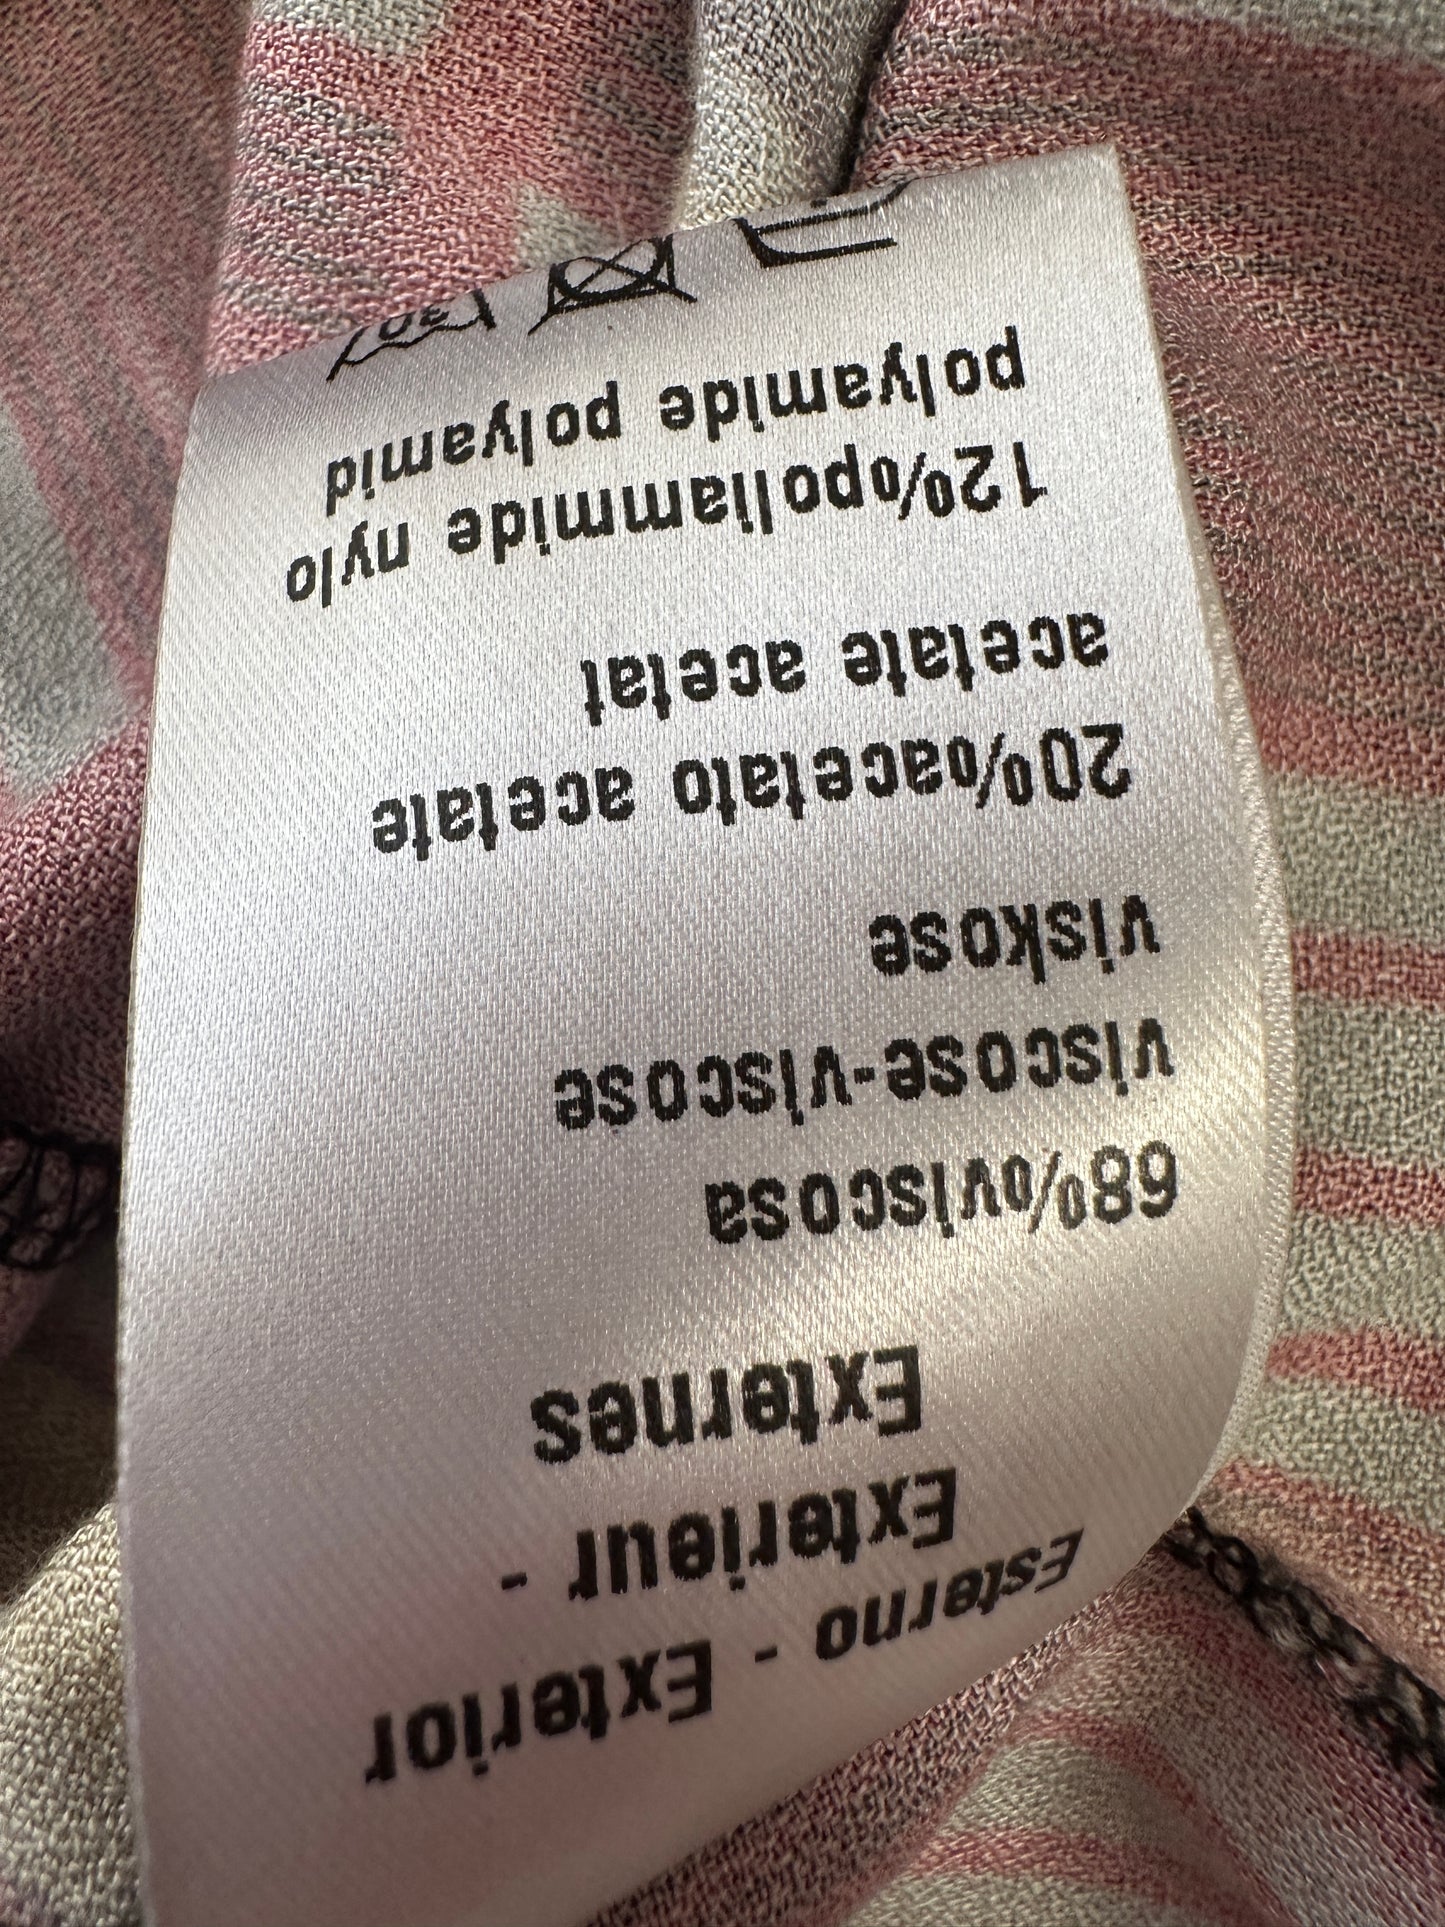 Esterno - Exterior
Exterieur -
Externes
68%viscosa
viscose-viscose
viskose
20%acetato acetate
acetate acetat
12%poliammide nylo
polyamide polyamid
30